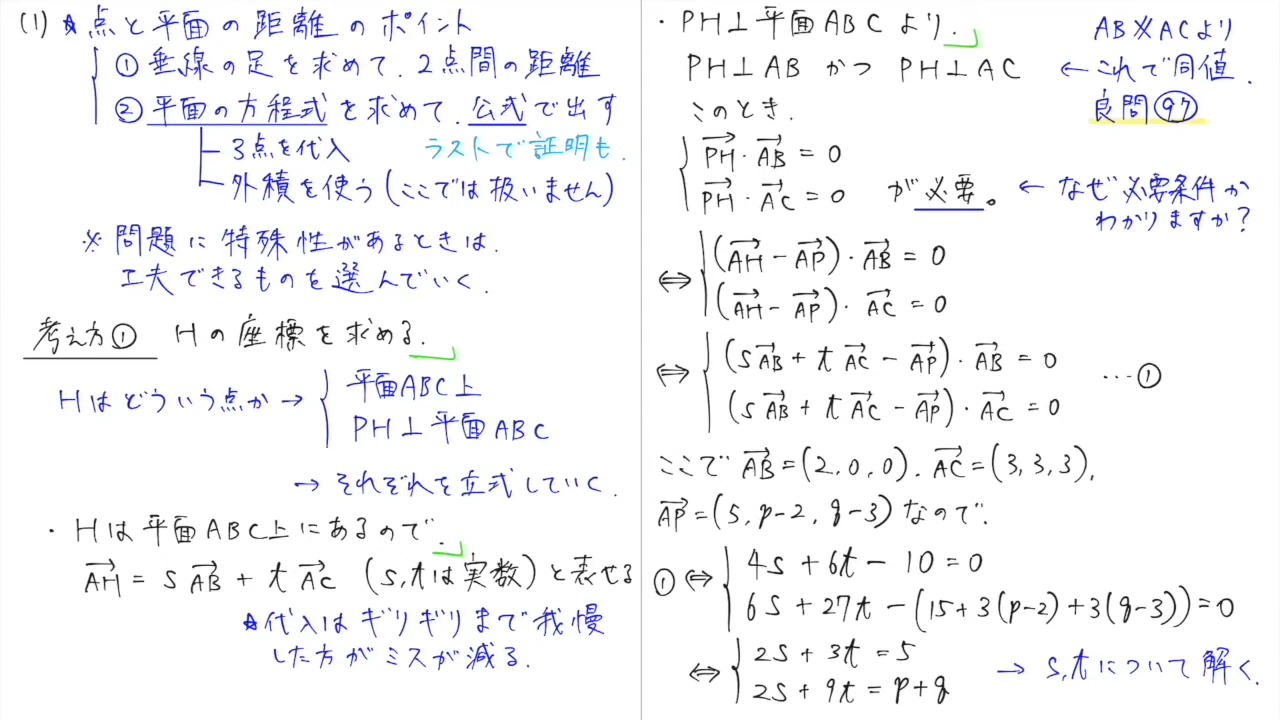 (1) ☆点と平面の距離のポイント
① 垂線の足を求めて、2点間の距離
② 平面の方程式を求めて、公式で出す
3点を代入 ラストで証明も、
外積を使う(ここでは扱いません)
※問題に特殊性があるときは、
工夫できるものを選んでいく、
考え方① Hの座標を求める、
Hはどういう点か → 平面ABC上
PH⊥平面ABC
→ それぞれを立式していく、
・Hは平面ABC上にあるので、
AH→ = sAB→ + tAC→ (s,tは実数) と表せる
☆代入はギリギリまで我慢
した方がミスが減る、
・PH⊥平面ABCより、
AB∦ACより
PH⊥AB かつ PH⊥AC ← これで同値、
このとき、 良問 97
PH→・AB→ = 0
PH→・AC→ = 0 が必要。 ← なぜ必要条件か
わかりますか?
⇔ (AH→ − AP→)・AB→ = 0
(AH→ − AP→)・AC→ = 0
⇔ (sAB→ + tAC→ − AP→)・AB→ = 0 …①
(sAB→ + tAC→ − AP→)・AC→ = 0
ここで AB→ = (2, 0, 0)、AC→ = (3, 3, 3)、
AP→ = (5, p−2, q−3) なので、
① ⇔ 4s + 6t − 10 = 0
6s + 27t − (15 + 3(p−2) + 3(q−3)) = 0
⇔ 2s + 3t = 5 → s,tについて解く、
2s + 9t = p+q